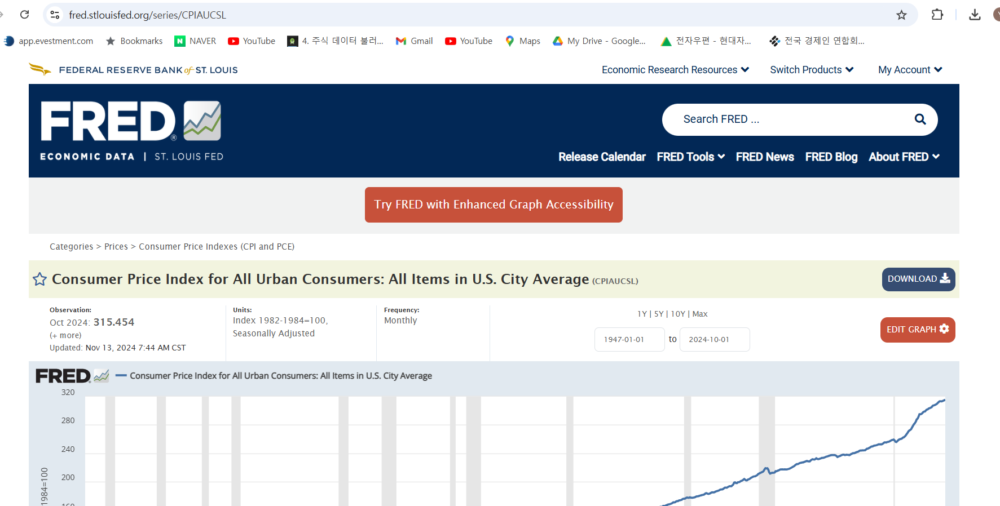 fred.stlouisfed.org/series/CPIAUCSL
app.evestment.com Bookmarks NAVER YouTube 4. 주식 데이터 불러... Gmail YouTube Maps My Drive - Google... 전자우편 - 현대자... 전국 경제인 연합회...
FEDERAL RESERVE BANK of ST. LOUIS
Economic Research Resources Switch Products My Account
FRED®
ECONOMIC DATA | ST. LOUIS FED
Search FRED ...
Release Calendar FRED Tools FRED News FRED Blog About FRED
Try FRED with Enhanced Graph Accessibility
Categories > Prices > Consumer Price Indexes (CPI and PCE)
Consumer Price Index for All Urban Consumers: All Items in U.S. City Average (CPIAUCSL)
DOWNLOAD
Observation:
Oct 2024: 315.454
(+ more)
Updated: Nov 13, 2024 7:44 AM CST
Units:
Index 1982-1984=100,
Seasonally Adjusted
Frequency:
Monthly
1Y | 5Y | 10Y | Max
1947-01-01 to 2024-10-01
EDIT GRAPH
FRED Consumer Price Index for All Urban Consumers: All Items in U.S. City Average
320
280
240
200
160
1984=100